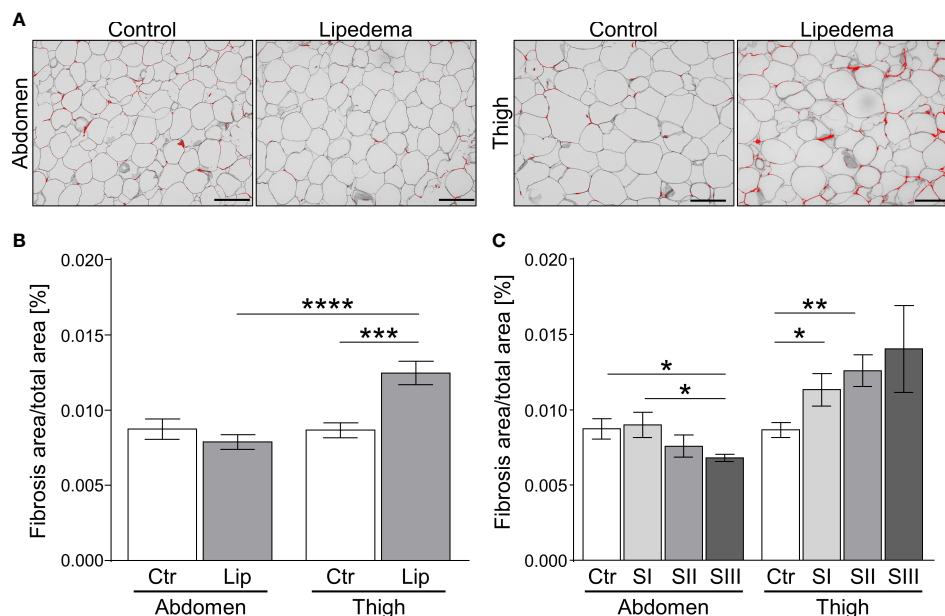 A
Control
Lipedema
Control
Lipedema
Abdomen
Thigh
B
C
Fibrosis area/total area [%]
0.020
0.015
0.010
0.005
0.000
****
***
Ctr
Lip
Ctr
Lip
Abdomen
Thigh
Fibrosis area/total area [%]
0.020
0.015
0.010
0.005
0.000
*
*
**
*
Ctr
SI
SII
SIII
Ctr
SI
SII
SIII
Abdomen
Thigh